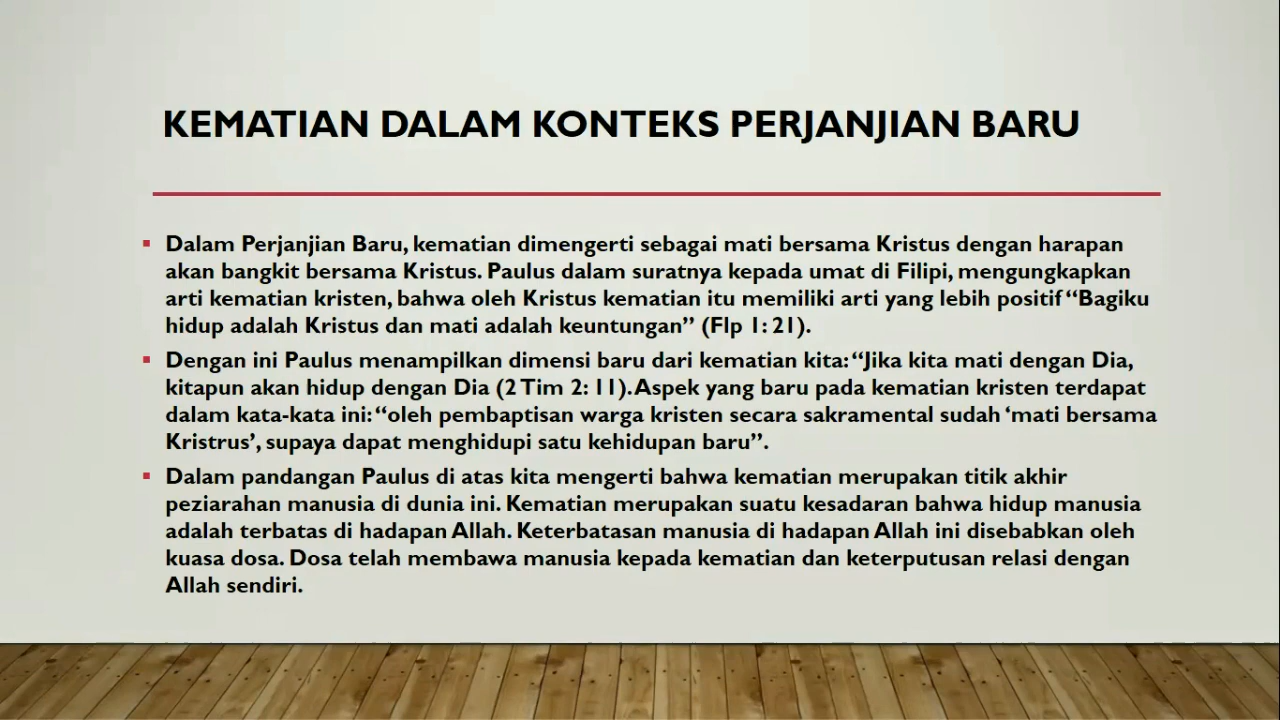 KEMATIAN DALAM KONTEKS PERJANJIAN BARU
▪ Dalam Perjanjian Baru, kematian dimengerti sebagai mati bersama Kristus dengan harapan
akan bangkit bersama Kristus. Paulus dalam suratnya kepada umat di Filipi, mengungkapkan
arti kematian kristen, bahwa oleh Kristus kematian itu memiliki arti yang lebih positif “Bagiku
hidup adalah Kristus dan mati adalah keuntungan” (Flp 1: 21).
▪ Dengan ini Paulus menampilkan dimensi baru dari kematian kita: “Jika kita mati dengan Dia,
kitapun akan hidup dengan Dia (2 Tim 2: 11). Aspek yang baru pada kematian kristen terdapat
dalam kata-kata ini: “oleh pembaptisan warga kristen secara sakramental sudah ‘mati bersama
Kristrus’, supaya dapat menghidupi satu kehidupan baru”.
▪ Dalam pandangan Paulus di atas kita mengerti bahwa kematian merupakan titik akhir
peziarahan manusia di dunia ini. Kematian merupakan suatu kesadaran bahwa hidup manusia
adalah terbatas di hadapan Allah. Keterbatasan manusia di hadapan Allah ini disebabkan oleh
kuasa dosa. Dosa telah membawa manusia kepada kematian dan keterputusan relasi dengan
Allah sendiri.